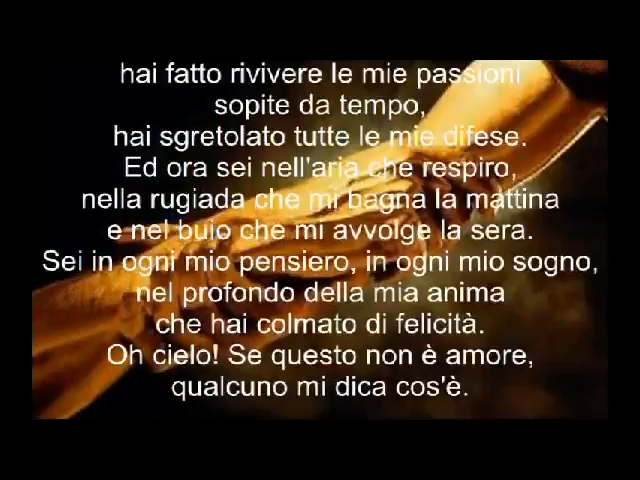 hai fatto rivivere le mie passioni
sopite da tempo,
hai sgretolato tutte le mie difese.
Ed ora sei nell'aria che respiro,
nella rugiada che mi bagna la mattina
e nel buio che mi avvolge la sera.
Sei in ogni mio pensiero, in ogni mio sogno,
nel profondo della mia anima
che hai colmato di felicità.
Oh cielo! Se questo non è amore,
qualcuno mi dica cos'è.